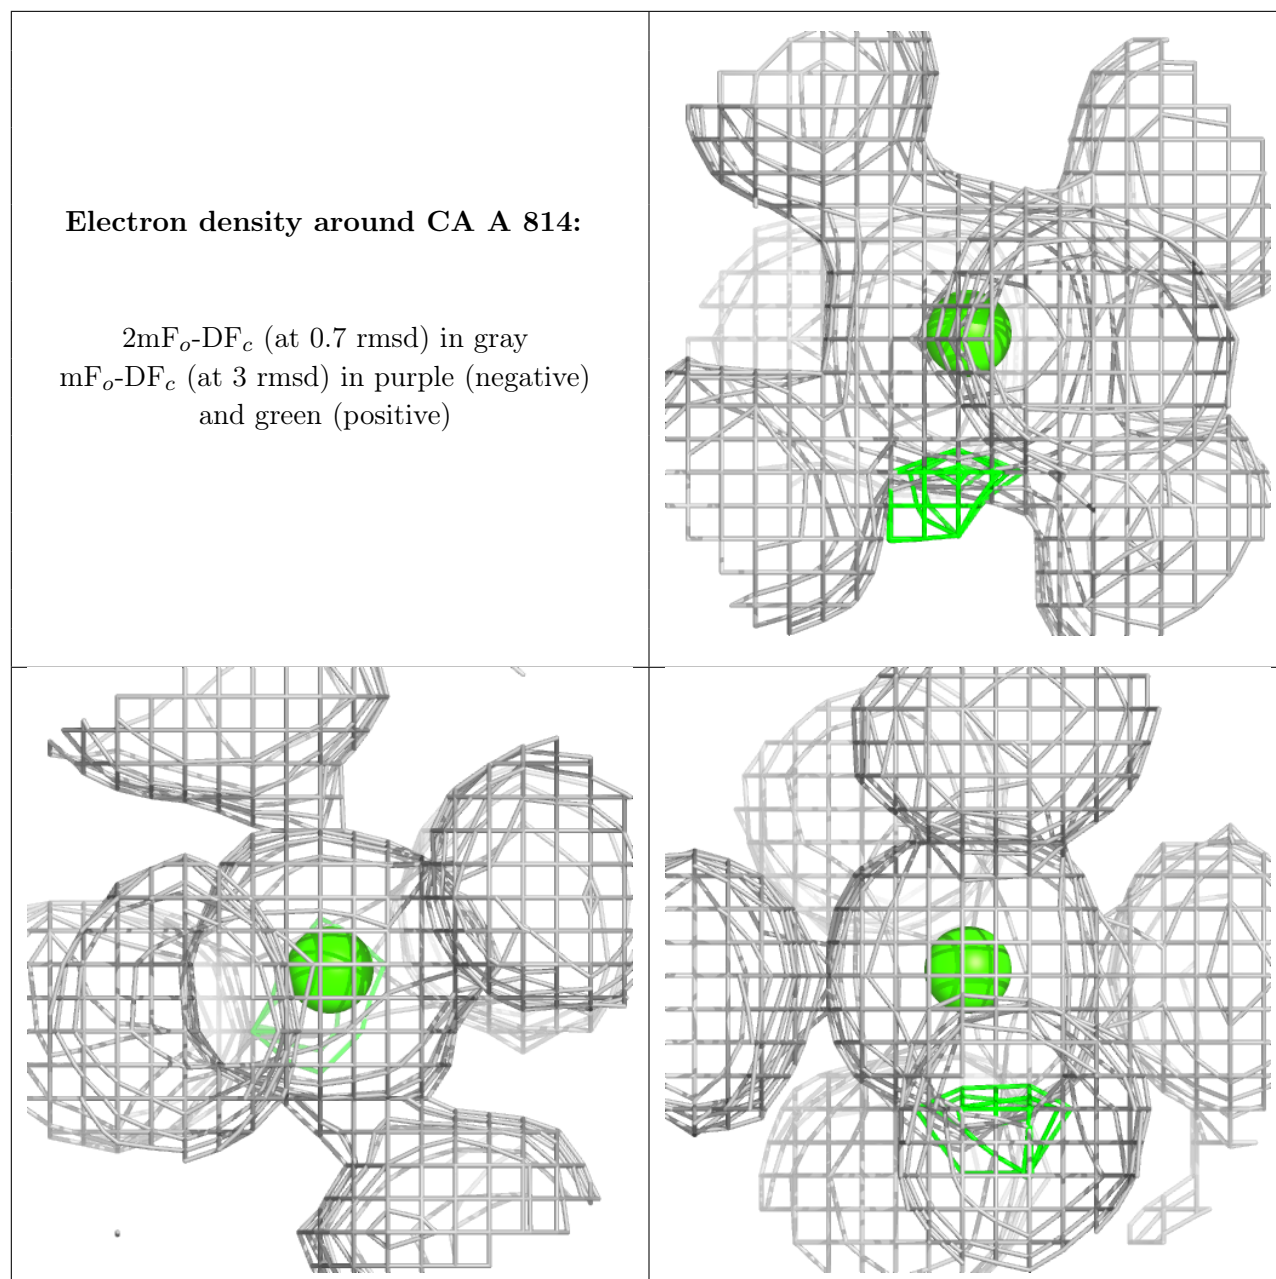 Electron density around CA A 814:
2mFo-DFc (at 0.7 rmsd) in gray
mFo-DFc (at 3 rmsd) in purple (negative)
and green (positive)